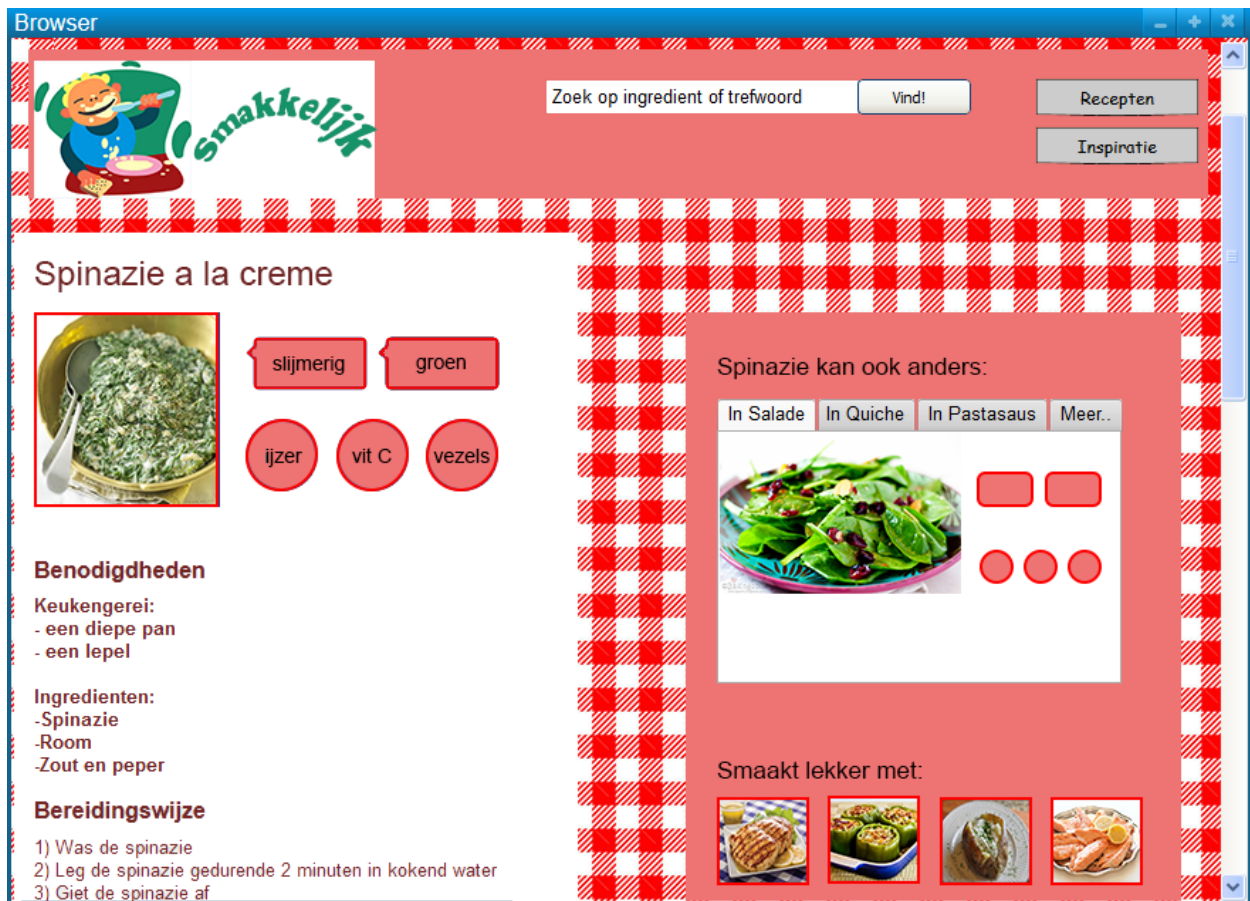 Browser
Smakkelijk
Zoek op ingredient of trefwoord
Vind!
Recepten
Inspiratie
Spinazie a la creme
slijmerig
groen
ijzer
vit C
vezels
Benodigdheden
Keukengerei:
- een diepe pan
- een lepel
Ingredienten:
-Spinazie
-Room
-Zout en peper
Bereidingswijze
1) Was de spinazie
2) Leg de spinazie gedurende 2 minuten in kokend water
3) Giet de spinazie af
Spinazie kan ook anders:
In Salade
In Quiche
In Pastasaus
Meer..
Smaakt lekker met: